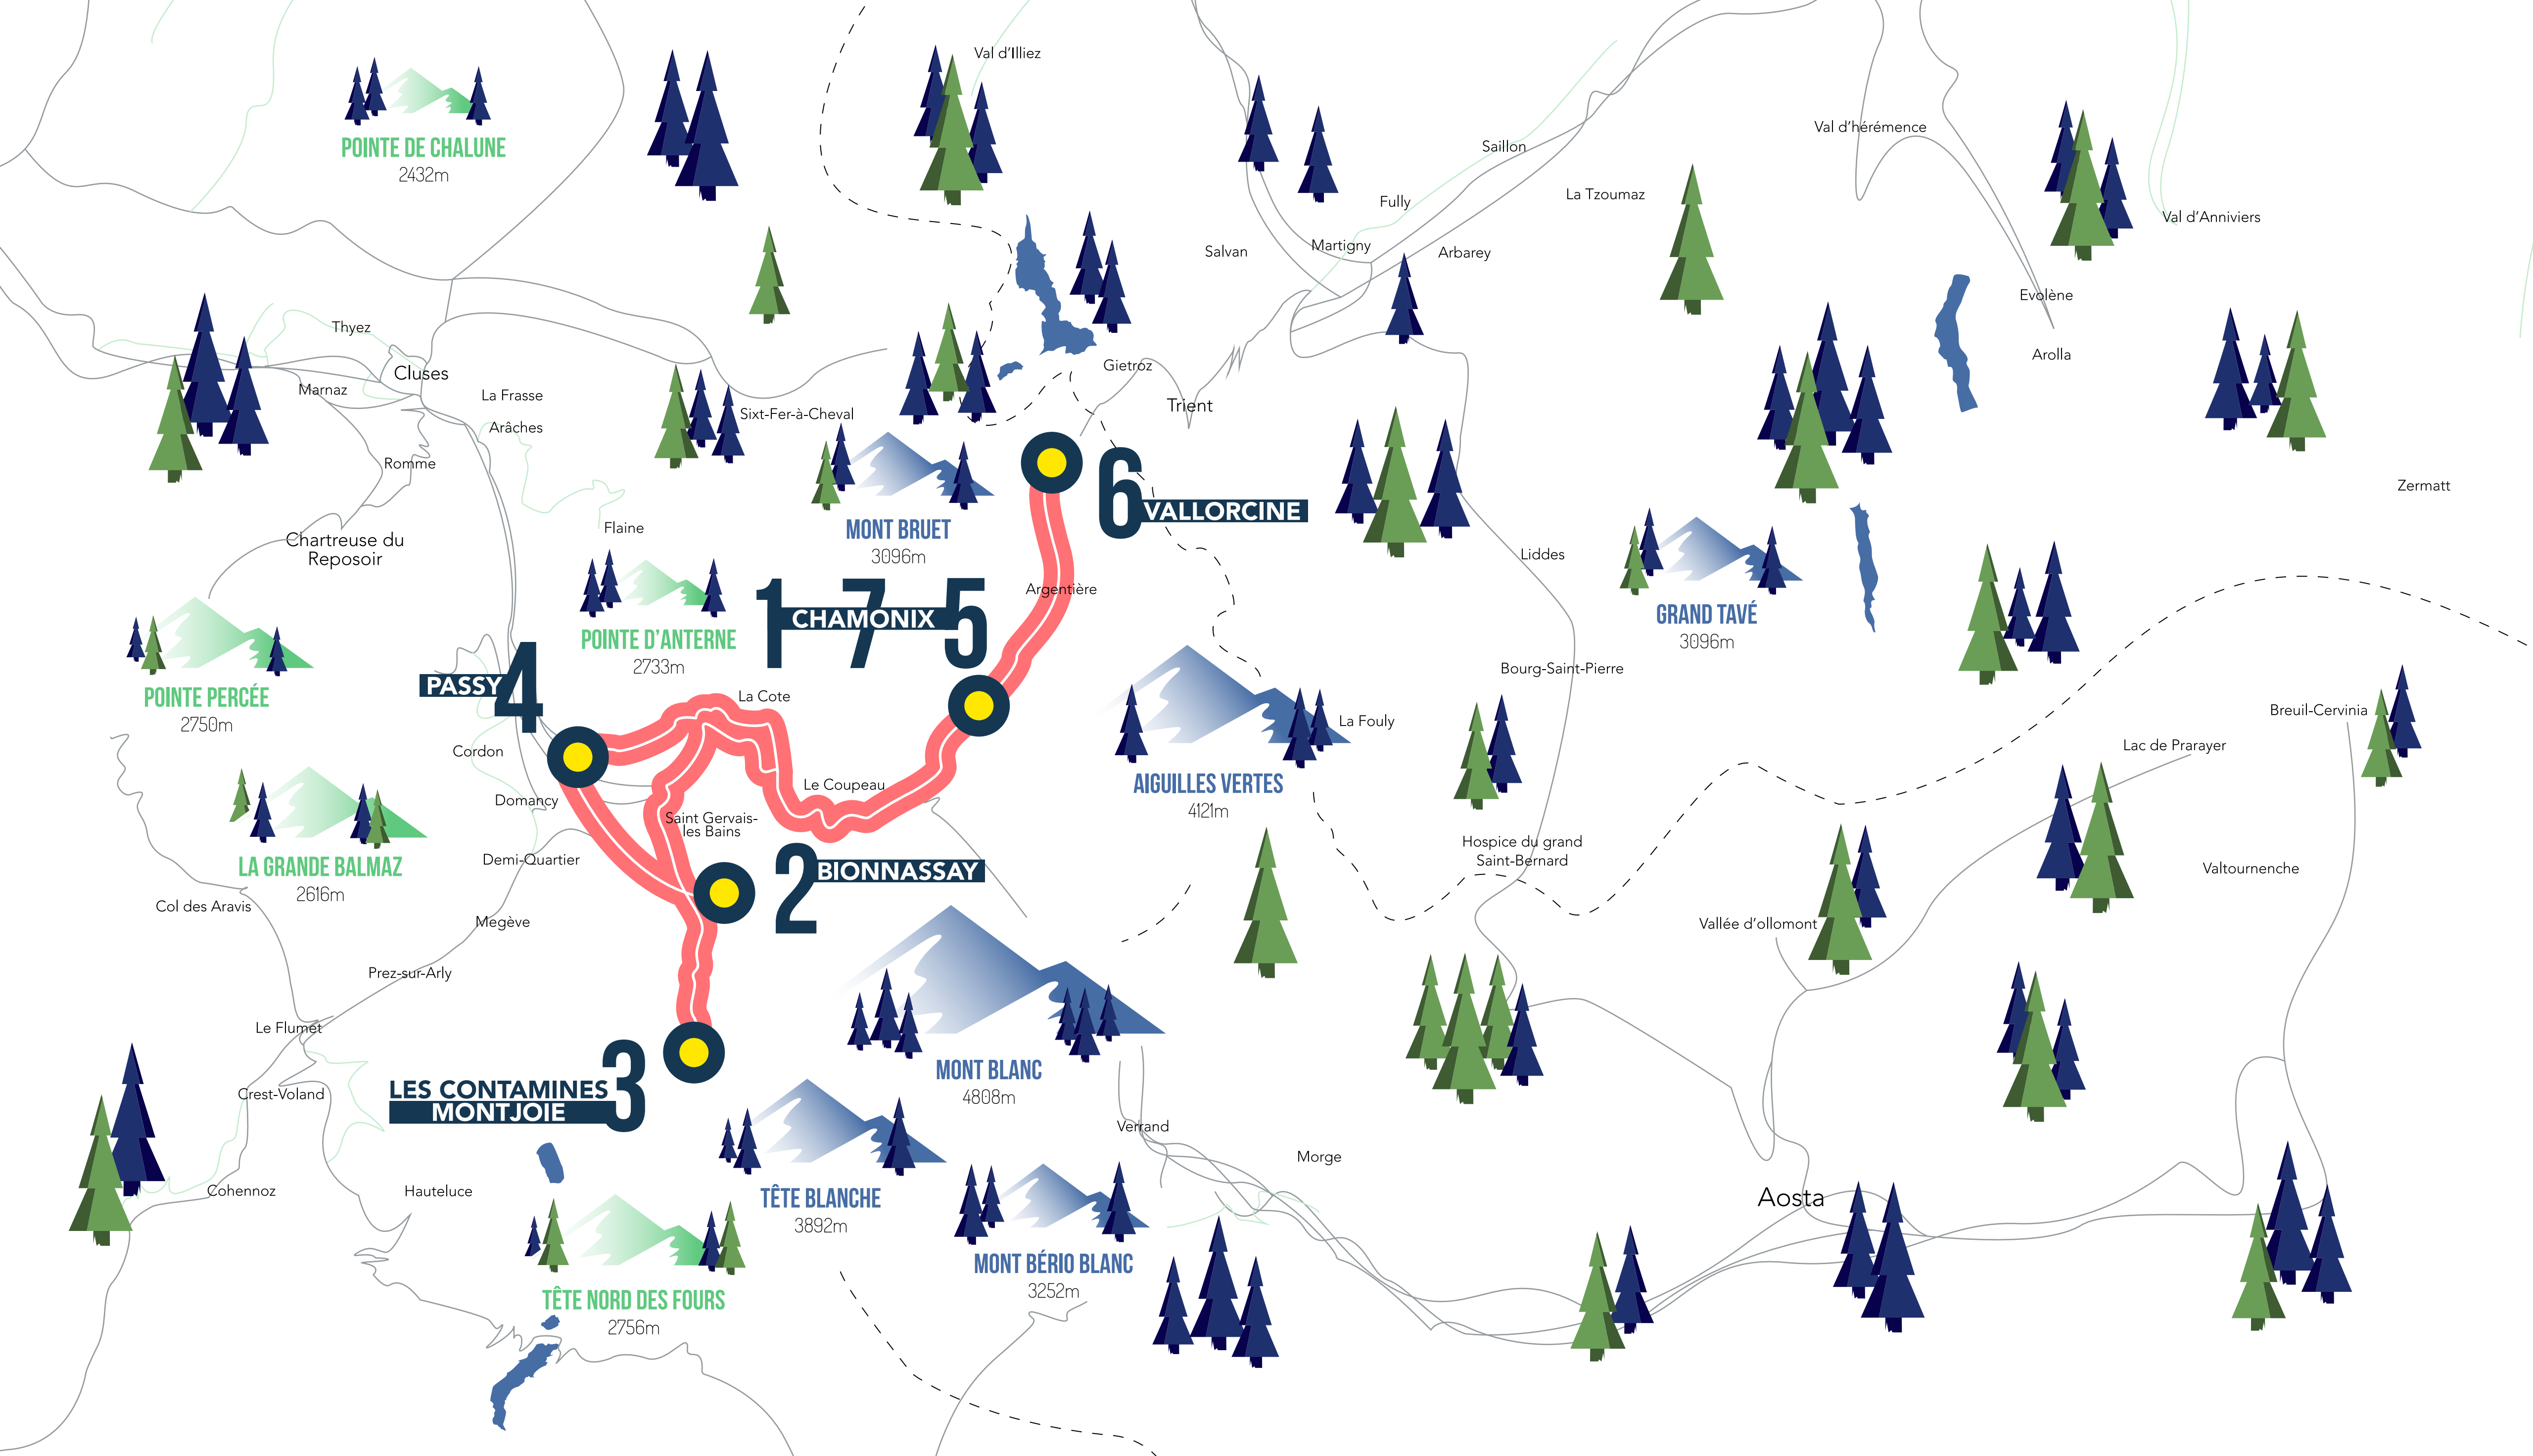 Val d'Illiez
POINTE DE CHALUNE
2432m
Val d'hérémence
Saillon
La Tzoumaz
Fully
Val d'Anniviers
Salvan
Martigny
Arbarey
Evolène
Thyez
Arolla
Gietroz
Cluses
Marnaz
La Frasse
Trient
Sixt-Fer-à-Cheval
Arâches
Romme
Zermatt
6
VALLORCINE
Flaine
MONT BRUET
3096m
Chartreuse du
Reposoir
Liddes
Argentière
GRAND TAVÉ
3096m
1 7 5
CHAMONIX
POINTE D'ANTERNE
2733m
Bourg-Saint-Pierre
PASSY
4
POINTE PERCÉE
2750m
La Cote
Breuil-Cervinia
La Fouly
Lac de Prarayer
Cordon
AIGUILLES VERTES
4121m
Le Coupeau
Domancy
Saint Gervais-
les Bains
Hospice du grand
Saint-Bernard
Demi-Quartier
LA GRANDE BALMAZ
2616m
2
BIONNASSAY
Valtournenche
Col des Aravis
Megève
Vallée d'ollomont
Prez-sur-Arly
Le Flumet
MONT BLANC
4808m
LES CONTAMINES
MONTJOIE
3
Crest-Voland
Verrand
Morge
Cohennoz
Hauteluce
TÊTE BLANCHE
3892m
Aosta
MONT BÉRIO BLANC
3252m
TÊTE NORD DES FOURS
2756m